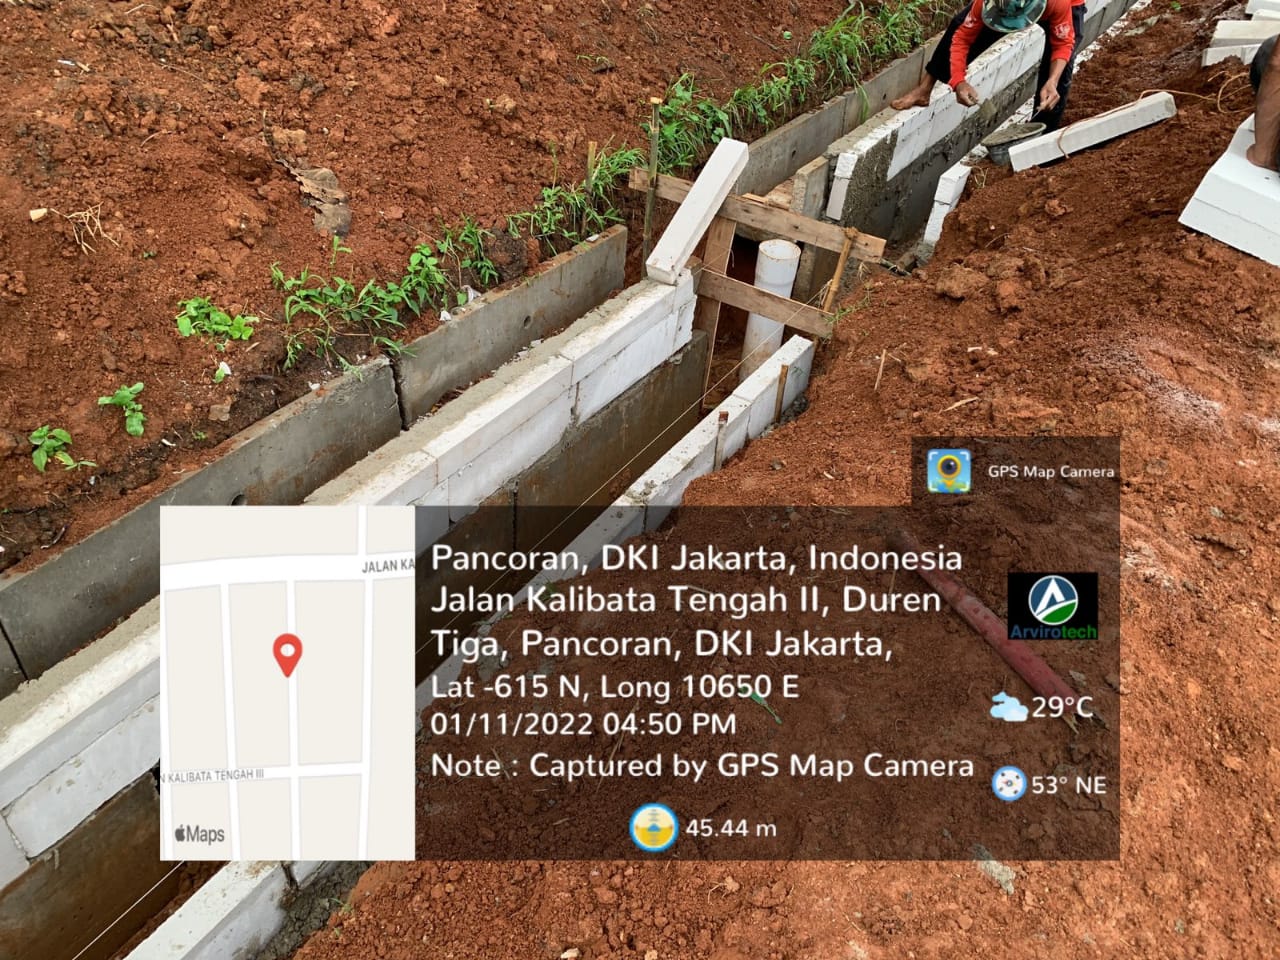 GPS Map Camera
JALAN KA
Pancoran, DKI Jakarta, Indonesia
Jalan Kalibata Tengah II, Duren
Tiga, Pancoran, DKI Jakarta,
Arvirotech
Lat -615 N, Long 10650 E
29°C
01/11/2022 04:50 PM
Note : Captured by GPS Map Camera
N KALIBATA TENGAH III
53° NE
Maps
45.44 m